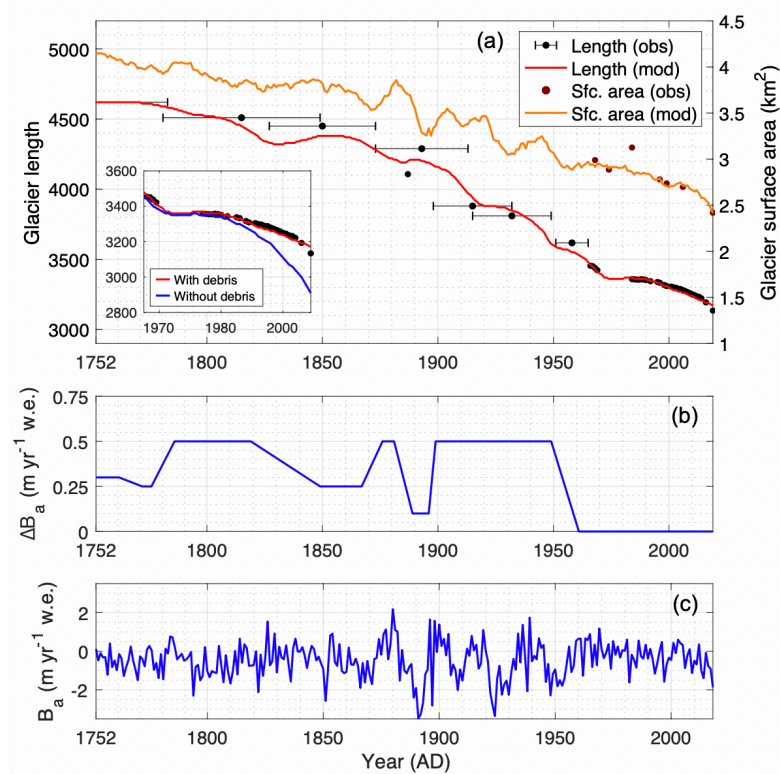 (a)
Length (obs)
Length (mod)
Sfc. area (obs)
Sfc. area (mod)
5000
4500
4000
3500
3000
Glacier length
4.5
4
3.5
3
2.5
2
1.5
1
Glacier surface area (km²)
3600
3400
3200
3000
2800
With debris
Without debris
1970 1980 2000
1752 1800 1850 1900 1950 2000
(b)
0.75
0.5
0.25
0
ΔBₐ (m yr⁻¹ w.e.)
1752 1800 1850 1900 1950 2000
(c)
2
0
-2
Bₐ (m yr⁻¹ w.e.)
1752 1800 1850 1900 1950 2000
Year (AD)